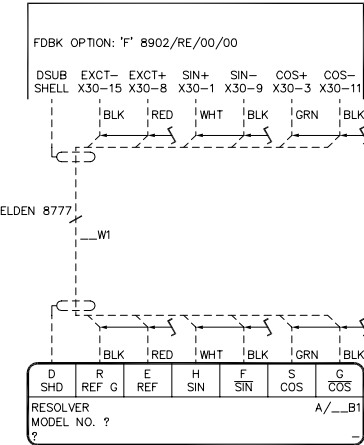 FDBK OPTION: 'F' 8902/RE/00/00
DSUB EXCT- EXCT+ SIN+ SIN- COS+ COS-
SHELL X30-15 X30-8 X30-1 X30-9 X30-3 X30-11
BLK RED WHT BLK GRN BLK
ELDEN 8777
__W1
BLK RED WHT BLK GRN BLK
D R E H F S G
SHD REF G REF SIN SIN COS COS
RESOLVER A/__B1
MODEL NO. ?
?